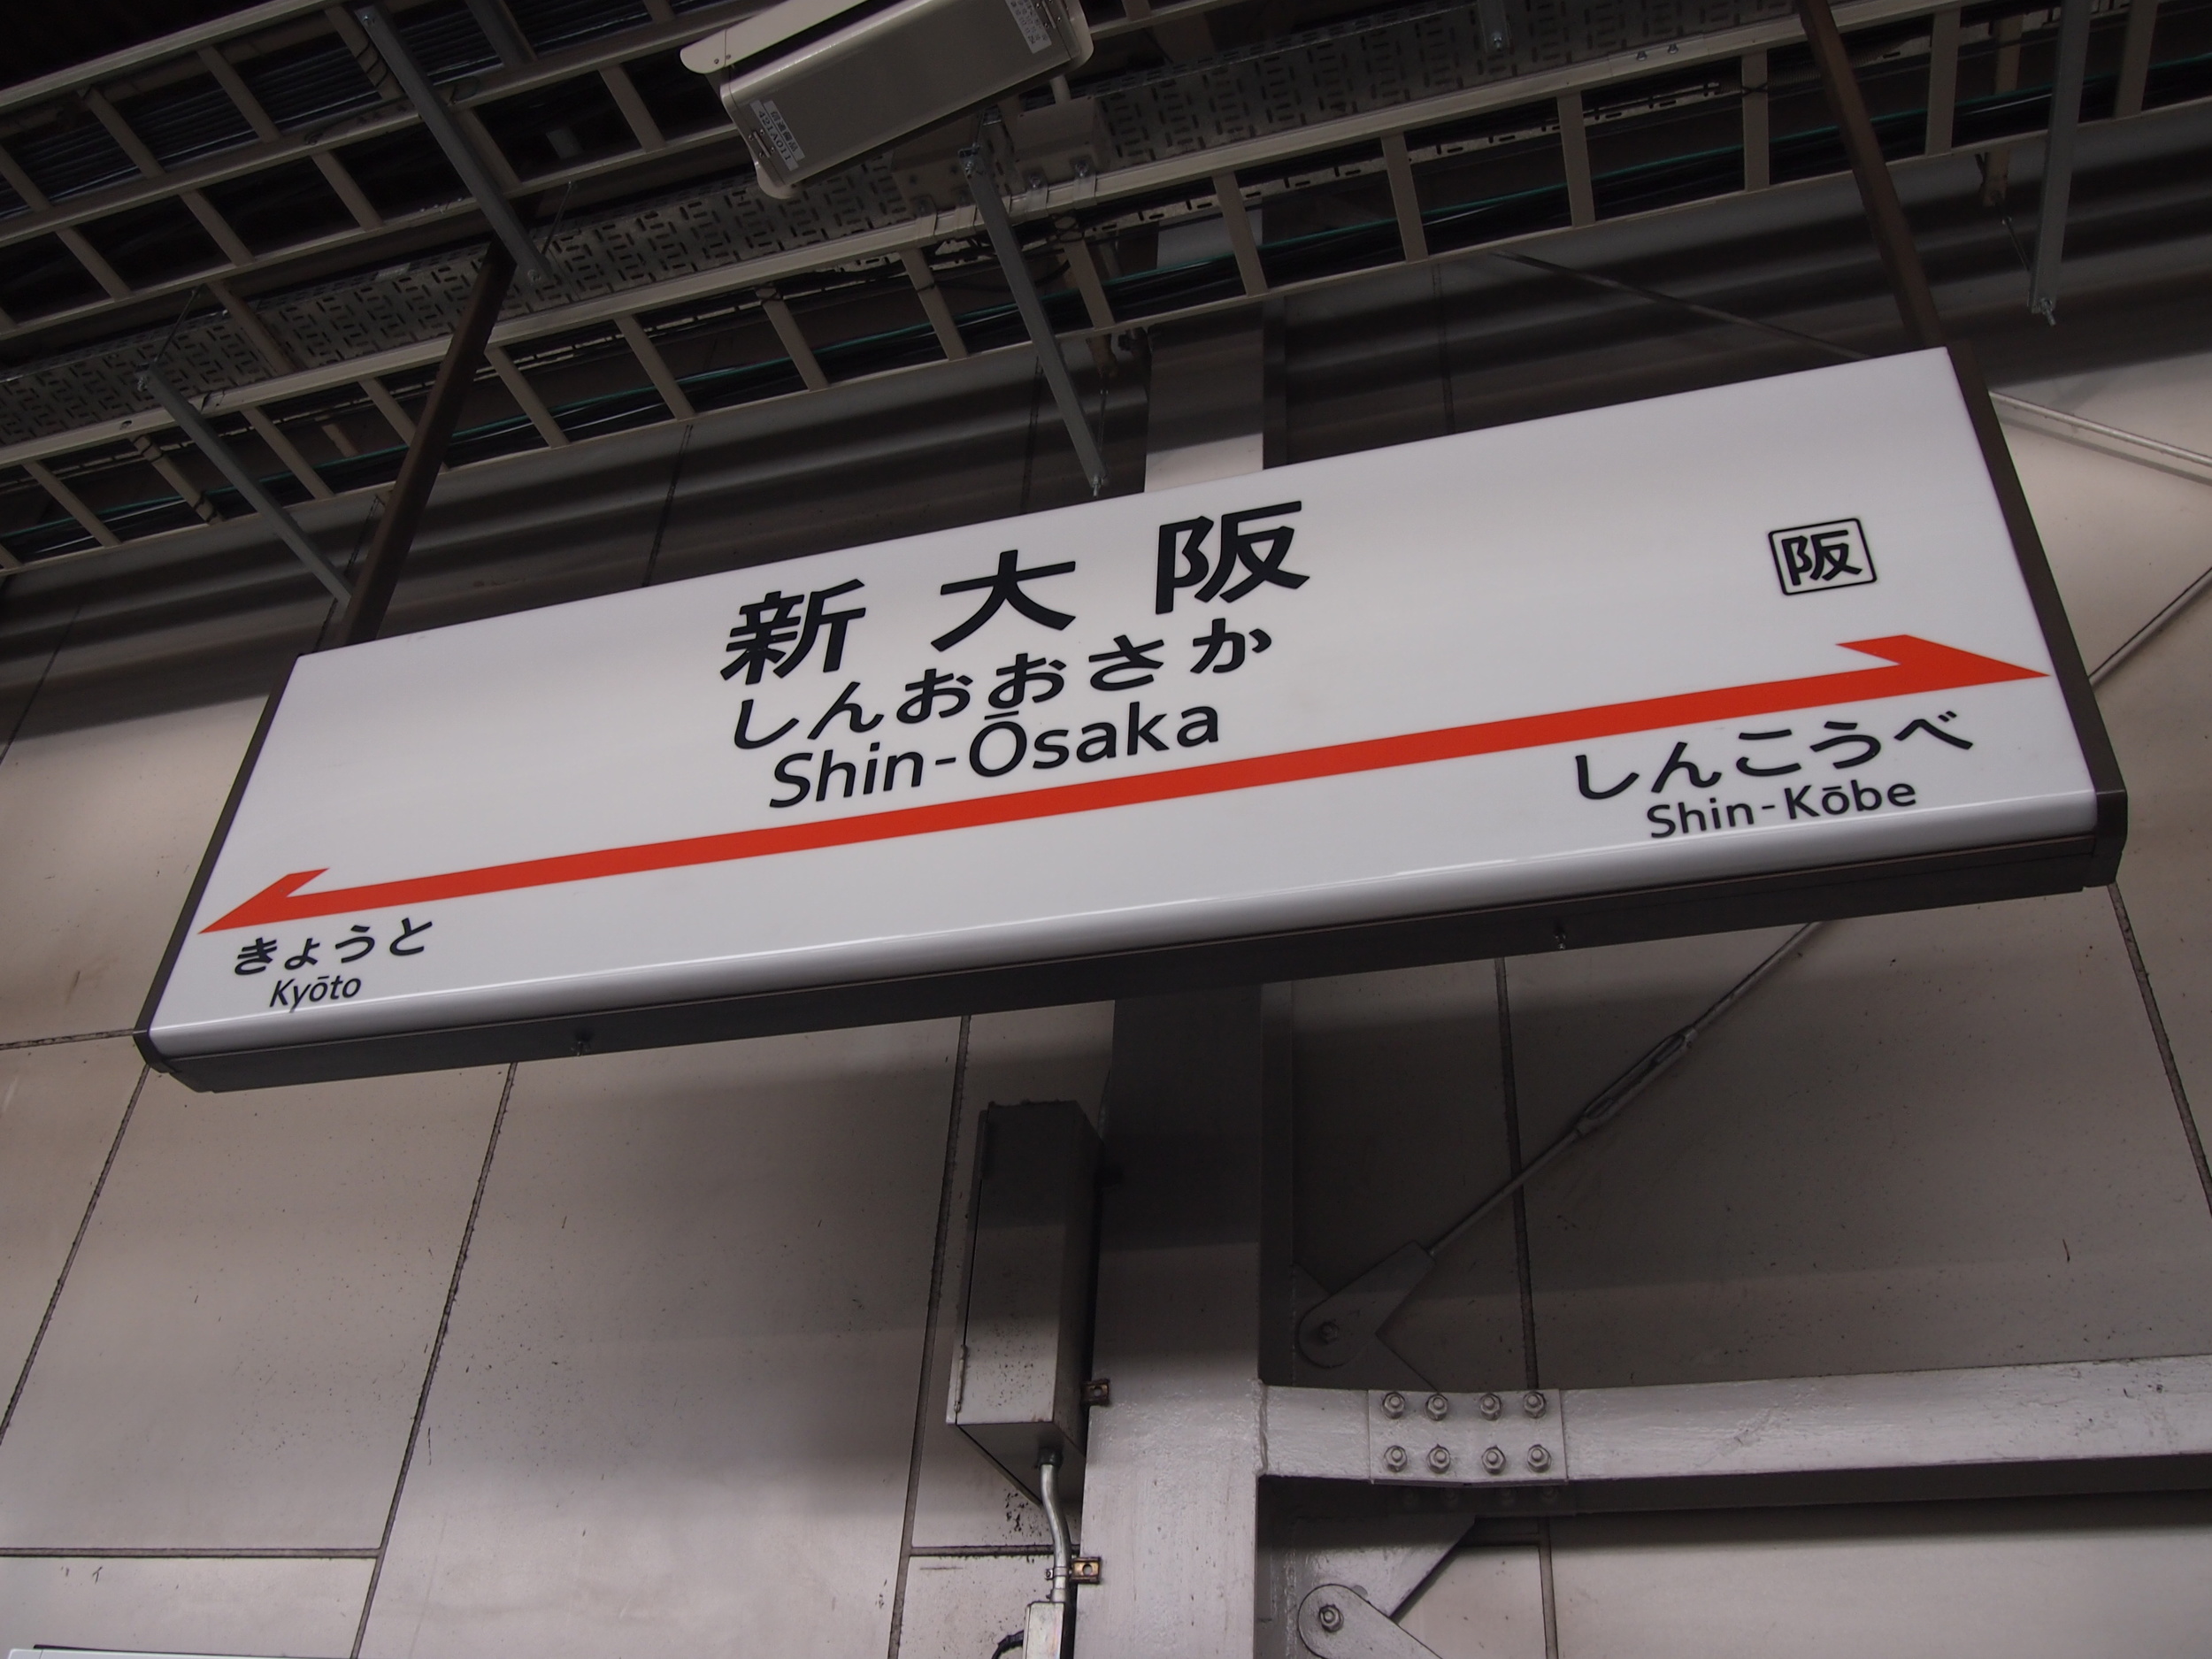 新大阪
阪
しんおおさか
Shin-Ōsaka
しんこうべ
Shin-Kōbe
きょうと
Kyōto